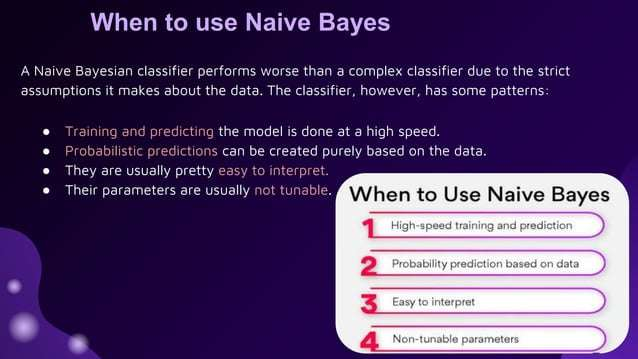 When to use Naive Bayes
A Naive Bayesian classifier performs worse than a complex classifier due to the strict
assumptions it makes about the data. The classifier, however, has some patterns:
● Training and predicting the model is done at a high speed.
● Probabilistic predictions can be created purely based on the data.
● They are usually pretty easy to interpret.
● Their parameters are usually not tunable.
When to Use Naive Bayes
1 High-speed training and prediction
2 Probability prediction based on data
3 Easy to interpret
4 Non-tunable parameters